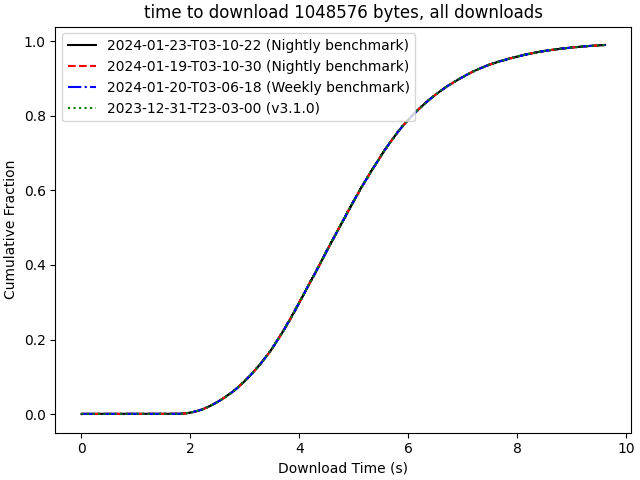 time to download 1048576 bytes, all downloads
2024-01-23-T03-10-22 (Nightly benchmark)
2024-01-19-T03-10-30 (Nightly benchmark)
2024-01-20-T03-06-18 (Weekly benchmark)
2023-12-31-T23-03-00 (v3.1.0)
Cumulative Fraction
1.0
0.8
0.6
0.4
0.2
0.0
0 2 4 6 8 10
Download Time (s)